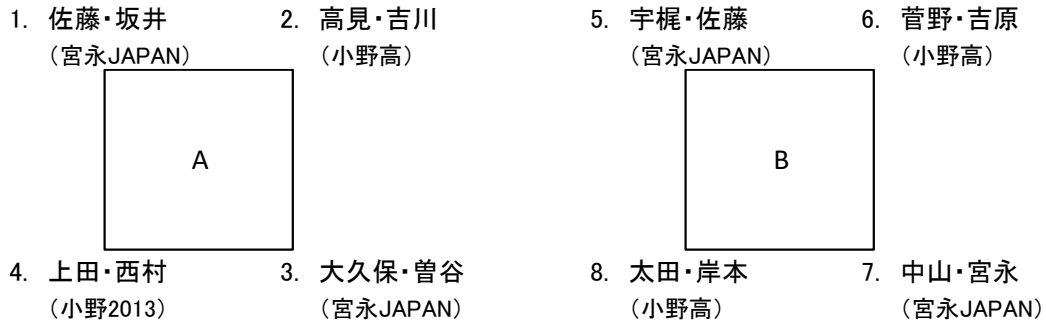 1. 佐藤・坂井 2. 高見・吉川 5. 宇梶・佐藤 6. 菅野・吉原
（宮永JAPAN） （小野高） （宮永JAPAN） （小野高）
A B
4. 上田・西村 3. 大久保・曽谷 8. 太田・岸本 7. 中山・宮永
（小野2013） （宮永JAPAN） （小野高） （宮永JAPAN）